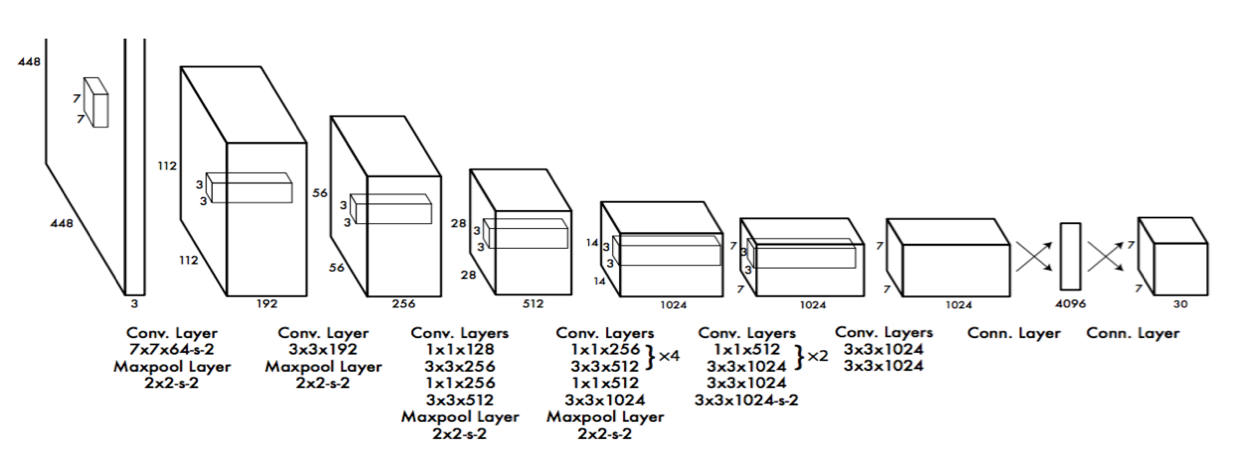 448
7
7
448
3
112
3
3
112
192
56
3
3
56
256
28
3
3
28
512
14
3
3
14
1024
7
3
3
7
1024
7
7
1024
4096
7
7
30
Conv. Layer
7x7x64-s-2
Maxpool Layer
2x2-s-2
Conv. Layer
3x3x192
Maxpool Layer
2x2-s-2
Conv. Layers
1x1x128
3x3x256
1x1x256
3x3x512
Maxpool Layer
2x2-s-2
Conv. Layers
1x1x256
3x3x512 } ×4
1x1x512
3x3x1024
Maxpool Layer
2x2-s-2
Conv. Layers
1x1x512
3x3x1024 } ×2
3x3x1024
3x3x1024-s-2
Conv. Layers
3x3x1024
3x3x1024
Conn. Layer
Conn. Layer